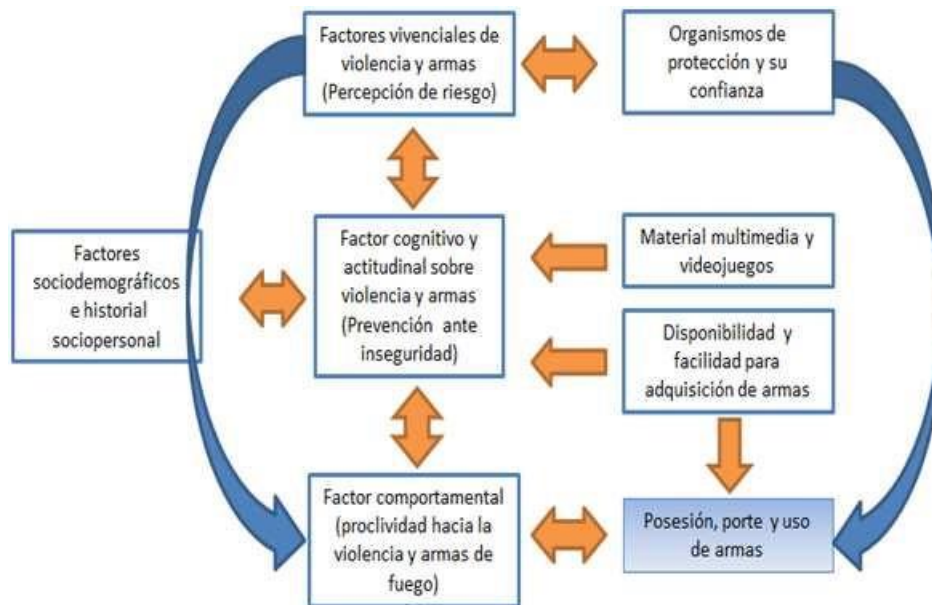 Factores vivenciales de
violencia y armas
(Percepción de riesgo)
Organismos de
protección y su
confianza
Factores
sociodemográficos
e historial
sociopersonal
Factor cognitivo y
actitudinal sobre
violencia y armas
(Prevención ante
inseguridad)
Material multimedia y
videojuegos
Disponibilidad y
facilidad para
adquisición de armas
Factor comportamental
(proclividad hacia la
violencia y armas de
fuego)
Posesión, porte y uso
de armas